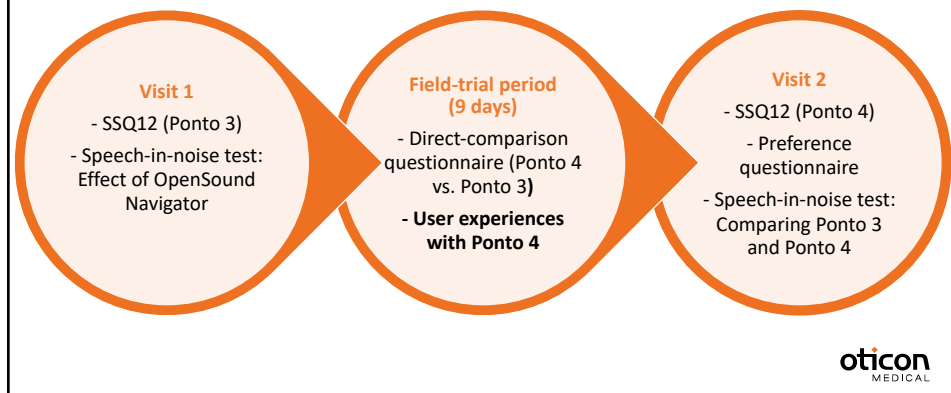 Visit 1
- SSQ12 (Ponto 3)
- Speech-in-noise test:
Effect of OpenSound
Navigator
Field-trial period
(9 days)
- Direct-comparison
questionnaire (Ponto 4
vs. Ponto 3)
- User experiences
with Ponto 4
Visit 2
- SSQ12 (Ponto 4)
- Preference
questionnaire
- Speech-in-noise test:
Comparing Ponto 3
and Ponto 4
oticon
MEDICAL